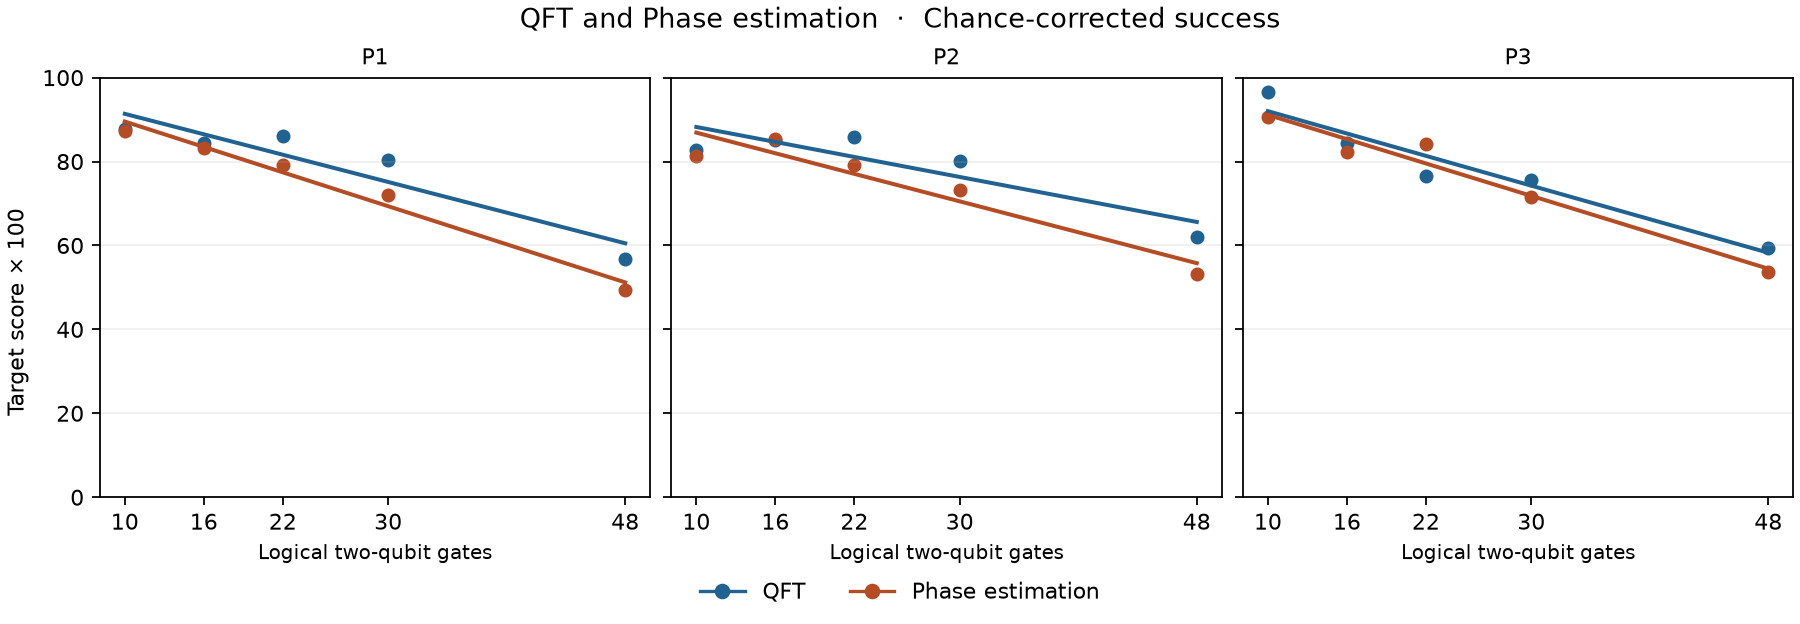 QFT and Phase estimation · Chance-corrected success
P1
P2
P3
Target score × 100
100
80
60
40
20
0
10 16 22 30 48
10 16 22 30 48
10 16 22 30 48
Logical two-qubit gates
Logical two-qubit gates
Logical two-qubit gates
QFT
Phase estimation